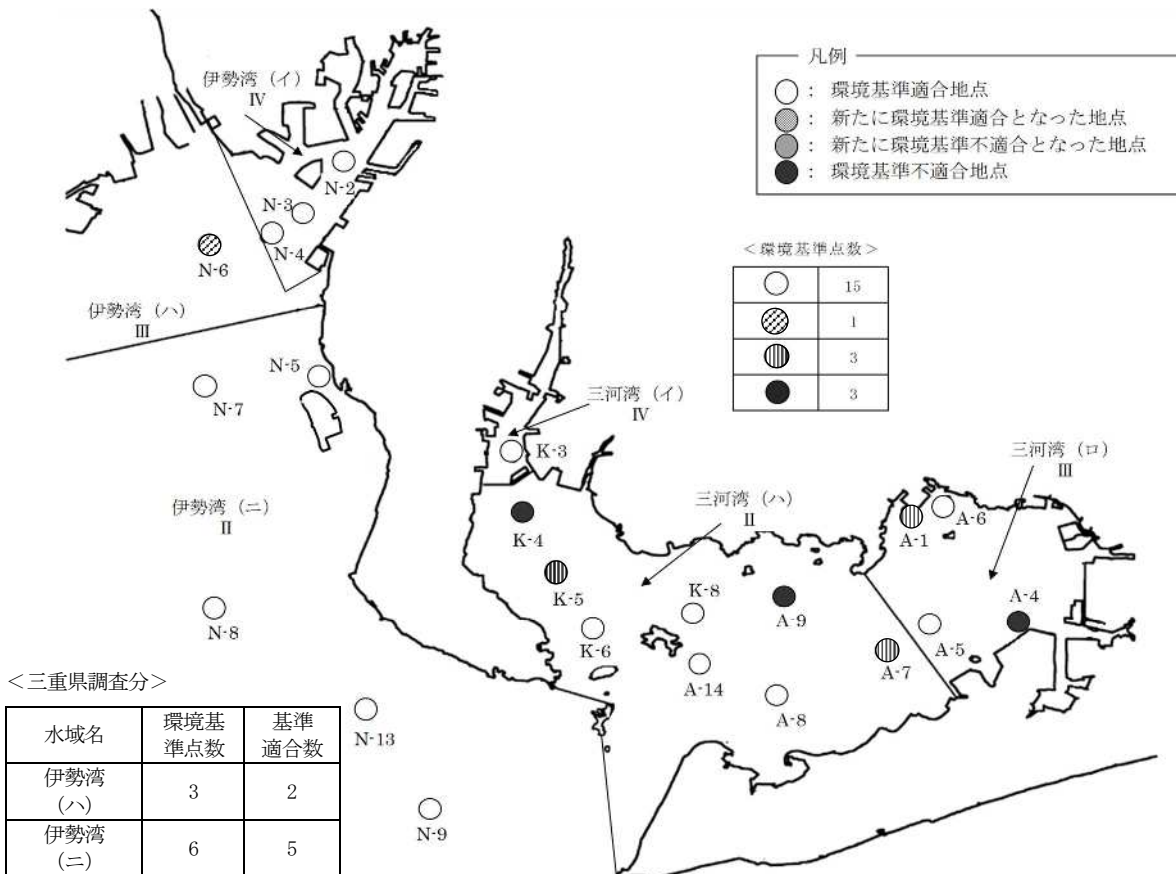 凡例
○ : 環境基準適合地点
: 新たに環境基準適合となった地点
: 新たに環境基準不適合となった地点
● : 環境基準不適合地点
伊勢湾（イ）
Ⅳ
N-2
N-3
N-4
N-6
伊勢湾（ハ）
Ⅲ
N-5
N-7
伊勢湾（ニ）
Ⅱ
N-8
N-13
N-9
＜環境基準点数＞
15
1
3
3
三河湾（イ）
Ⅳ
K-3
三河湾（ハ）
Ⅱ
K-4
K-5
K-6
K-8
A-14
A-9
A-8
A-7
三河湾（ロ）
Ⅲ
A-1
A-6
A-4
A-5
＜三重県調査分＞
水域名 環境基準点数 基準適合数
伊勢湾（ハ） 3 2
伊勢湾（ニ） 6 5